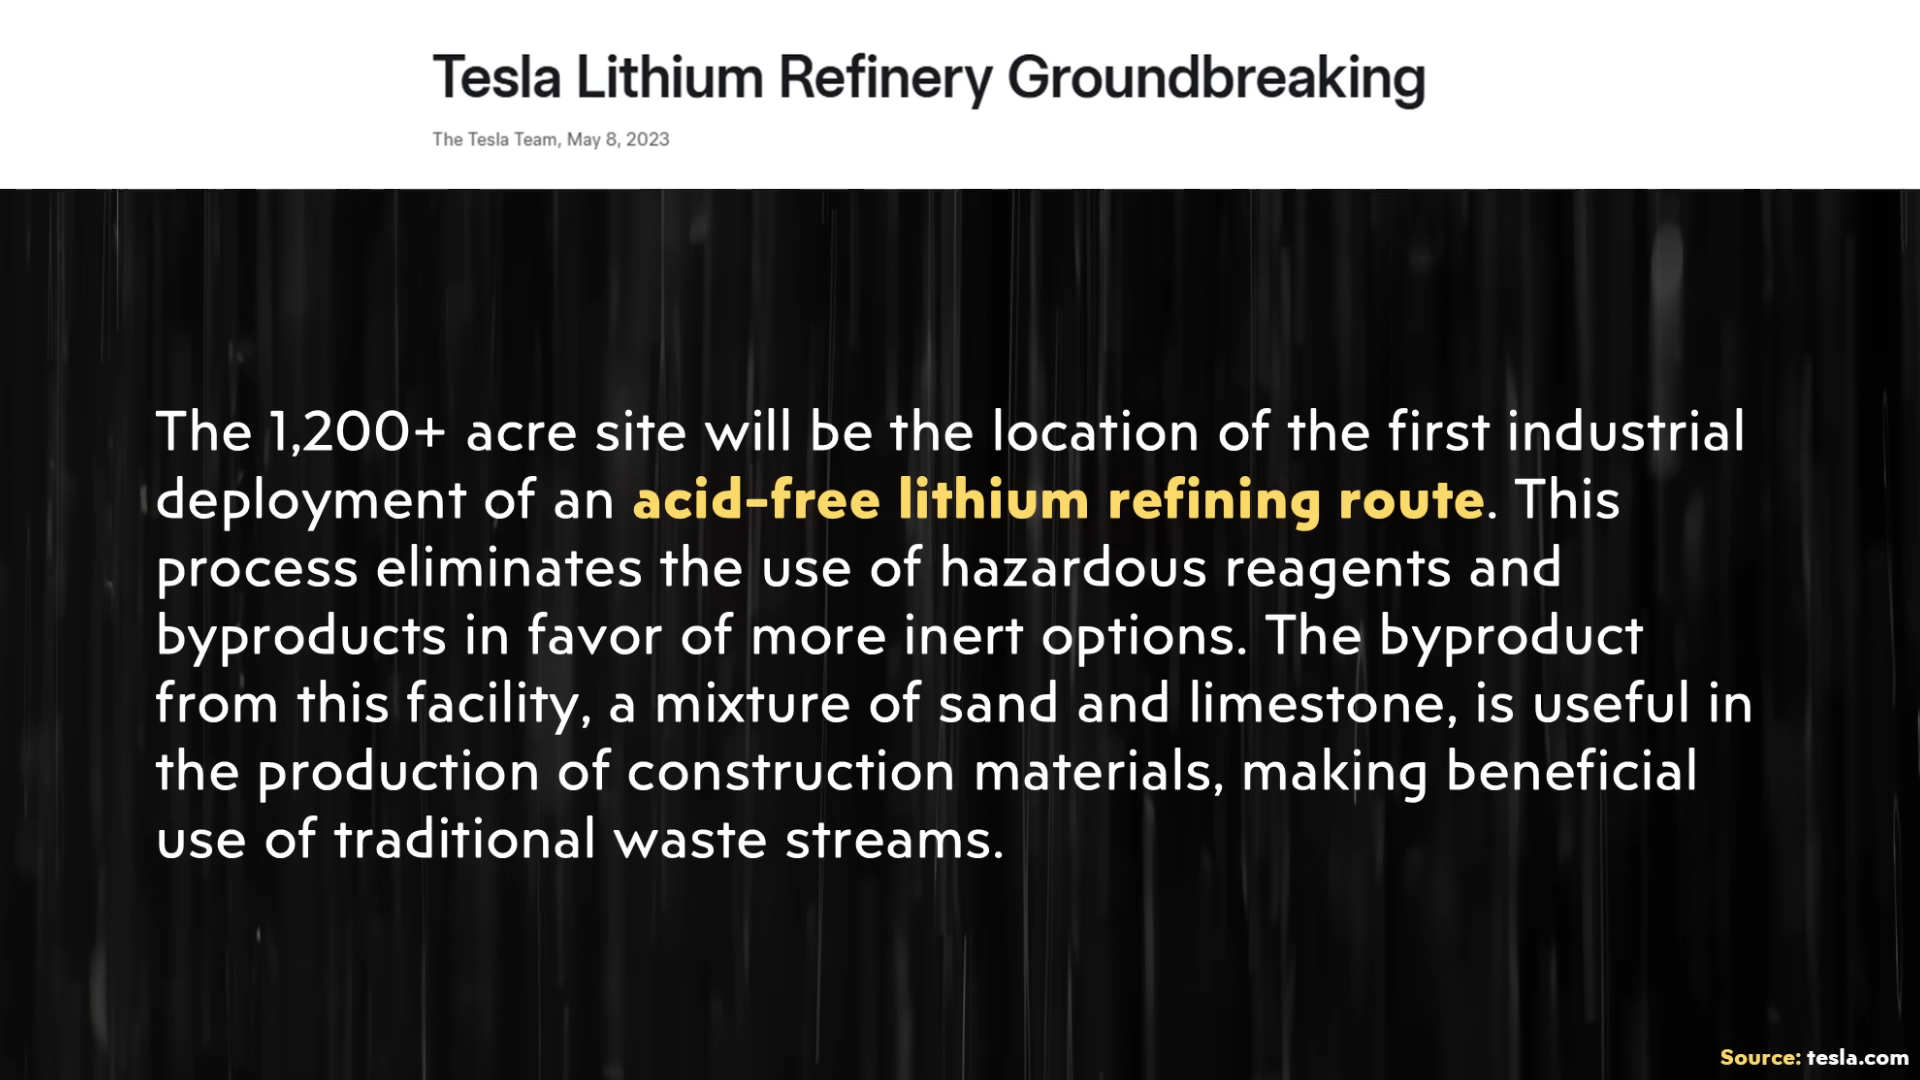 Tesla Lithium Refinery Groundbreaking
The Tesla Team, May 8, 2023
The 1,200+ acre site will be the location of the first industrial
deployment of an acid-free lithium refining route. This
process eliminates the use of hazardous reagents and
byproducts in favor of more inert options. The byproduct
from this facility, a mixture of sand and limestone, is useful in
the production of construction materials, making beneficial
use of traditional waste streams.
Source: tesla.com